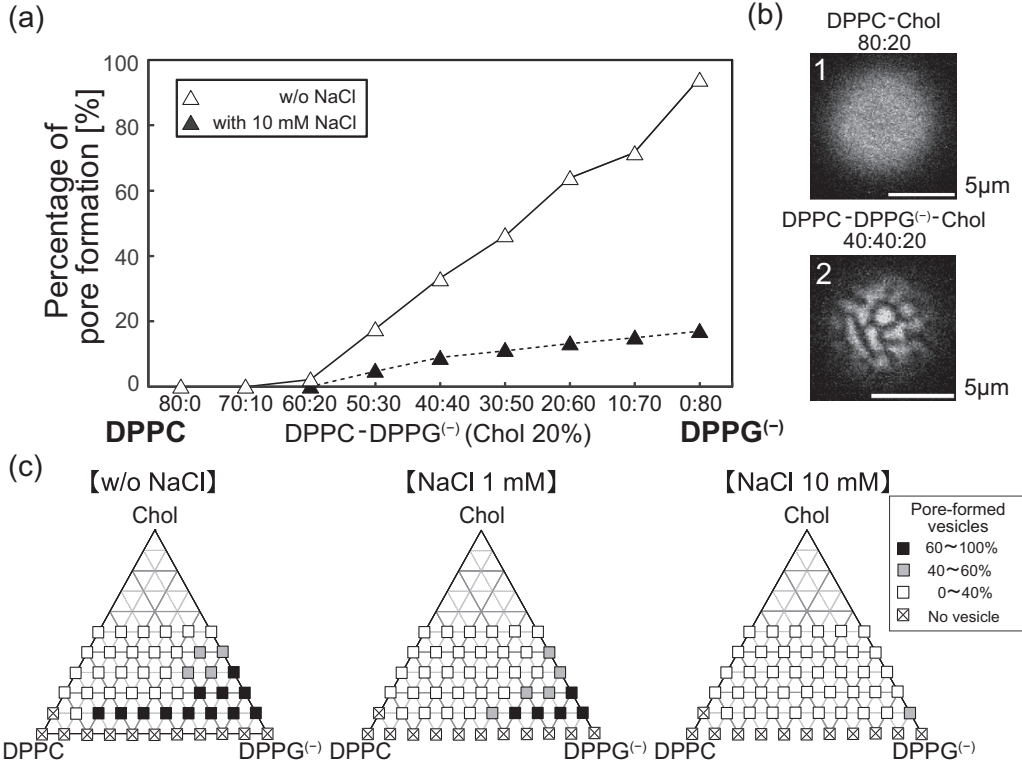 (a)
100
80
60
40
20
0
Percentage of
pore formation [%]
w/o NaCl
with 10 mM NaCl
80:0 70:10 60:20 50:30 40:40 30:50 20:60 10:70 0:80
DPPC DPPC-DPPG(−) (Chol 20%) DPPG(−)
(b)
DPPC-Chol
80:20
1
5μm
DPPC-DPPG(−)-Chol
40:40:20
2
5μm
(c)
【w/o NaCl】
Chol
DPPC DPPG(−)
【NaCl 1 mM】
Chol
DPPC DPPG(−)
【NaCl 10 mM】
Chol
DPPC DPPG(−)
Pore-formed
vesicles
60~100%
40~60%
0~40%
No vesicle